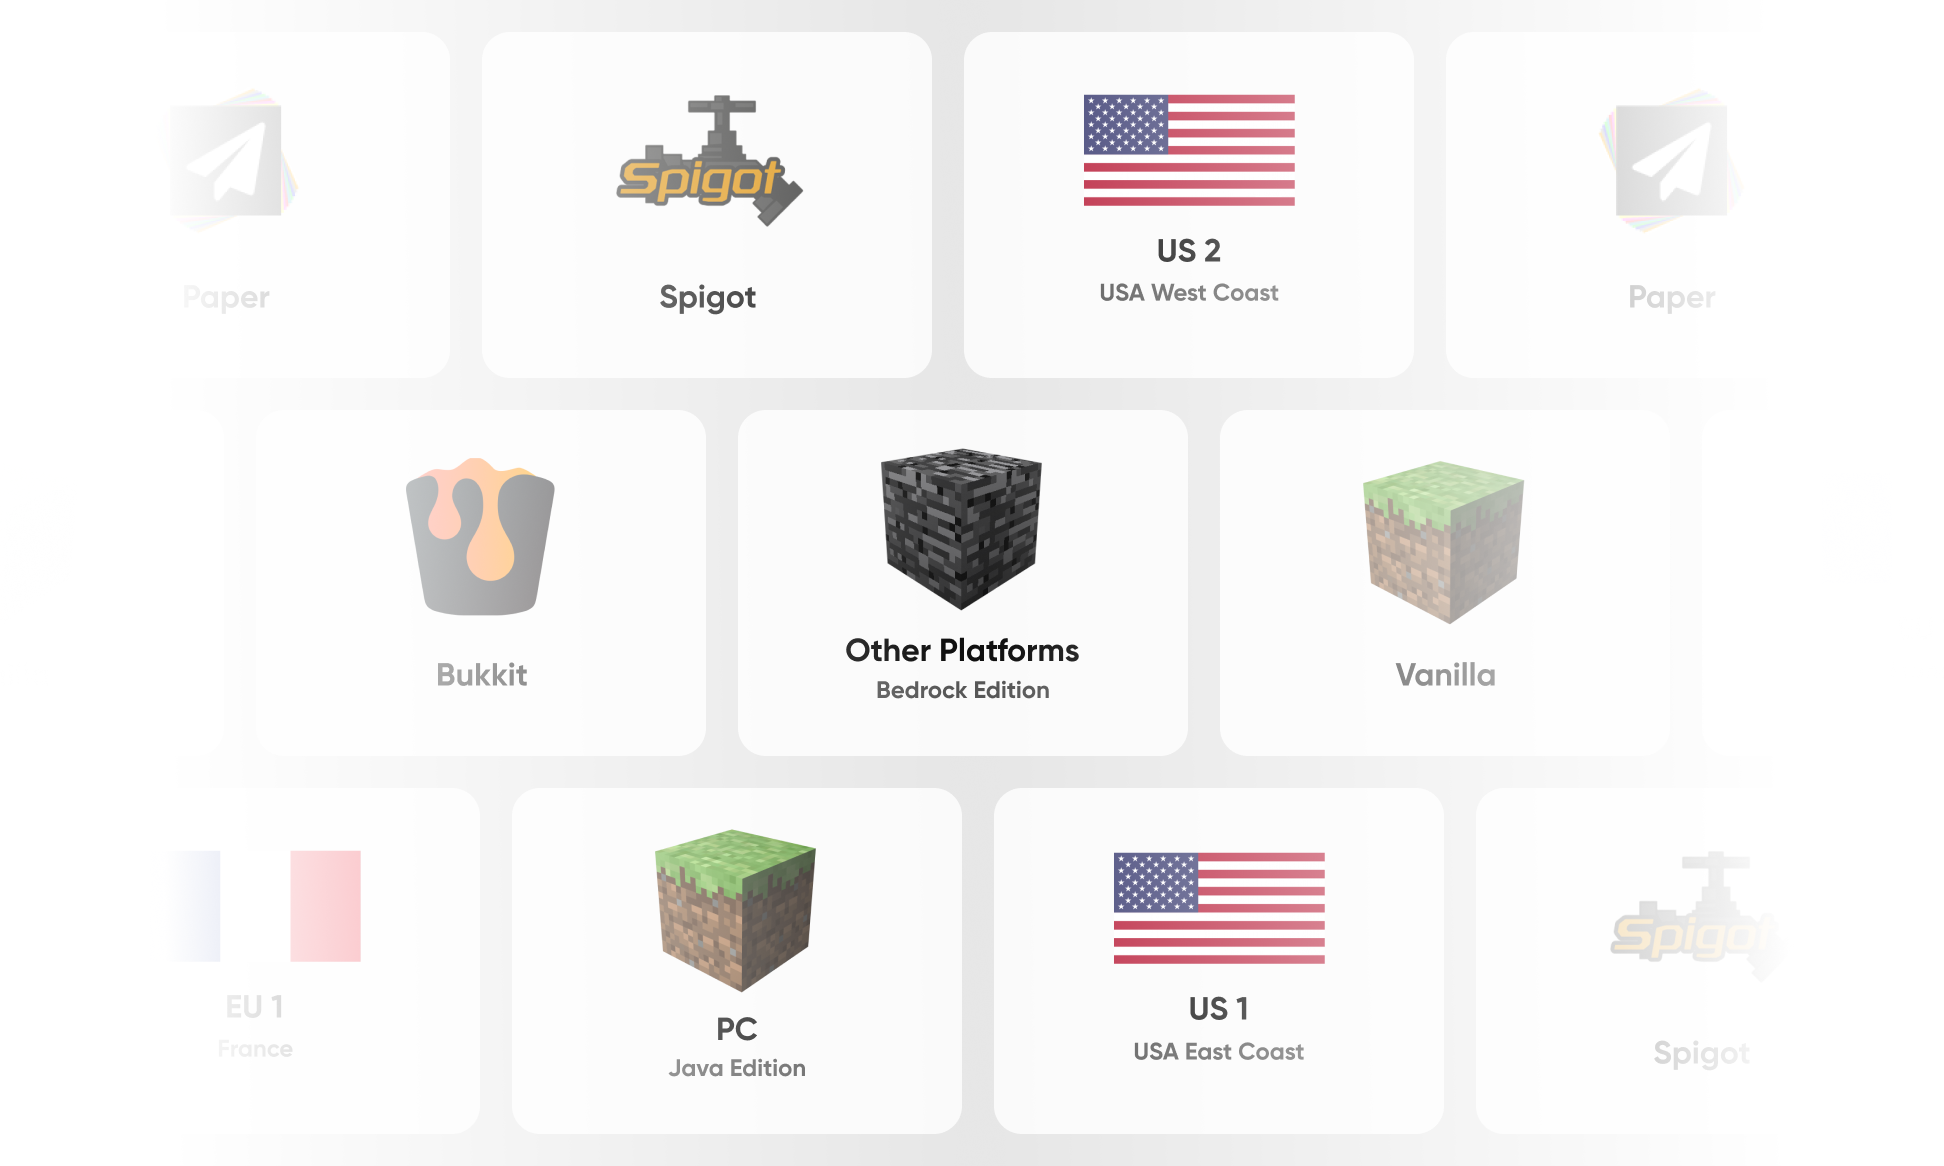 Paper
Spigot
Spigot
US 2
USA West Coast
Paper
Bukkit
Other Platforms
Bedrock Edition
Vanilla
EU 1
France
PC
Java Edition
US 1
USA East Coast
Spigot
Spigot